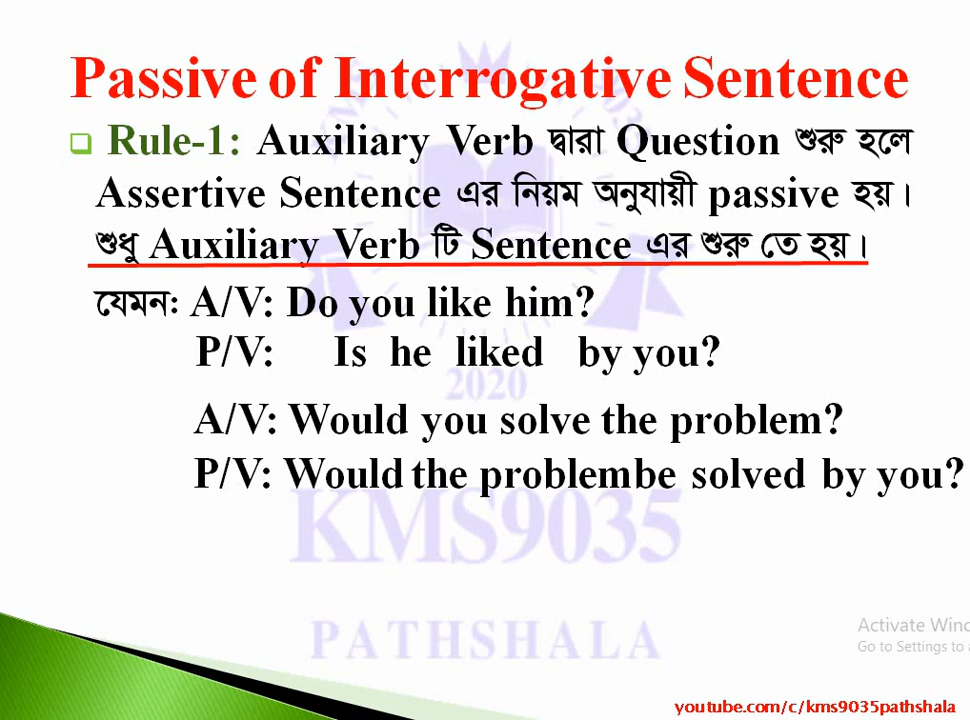 Passive of Interrogative Sentence
Rule-1: Auxiliary Verb দ্বারা Question শুরু হলে
Assertive Sentence এর নিয়ম অনুযায়ী passive হয়।
শুধু Auxiliary Verb টি Sentence এর শুরু তে হয়।
যেমনঃ A/V: Do you like him?
P/V: Is he liked by you?
2020
A/V: Would you solve the problem?
P/V: Would the problembe solved by you?
KMS9035
PATHSHALA
Activate Wind
Go to Settings to a
youtube.com/c/kms9035pathshala